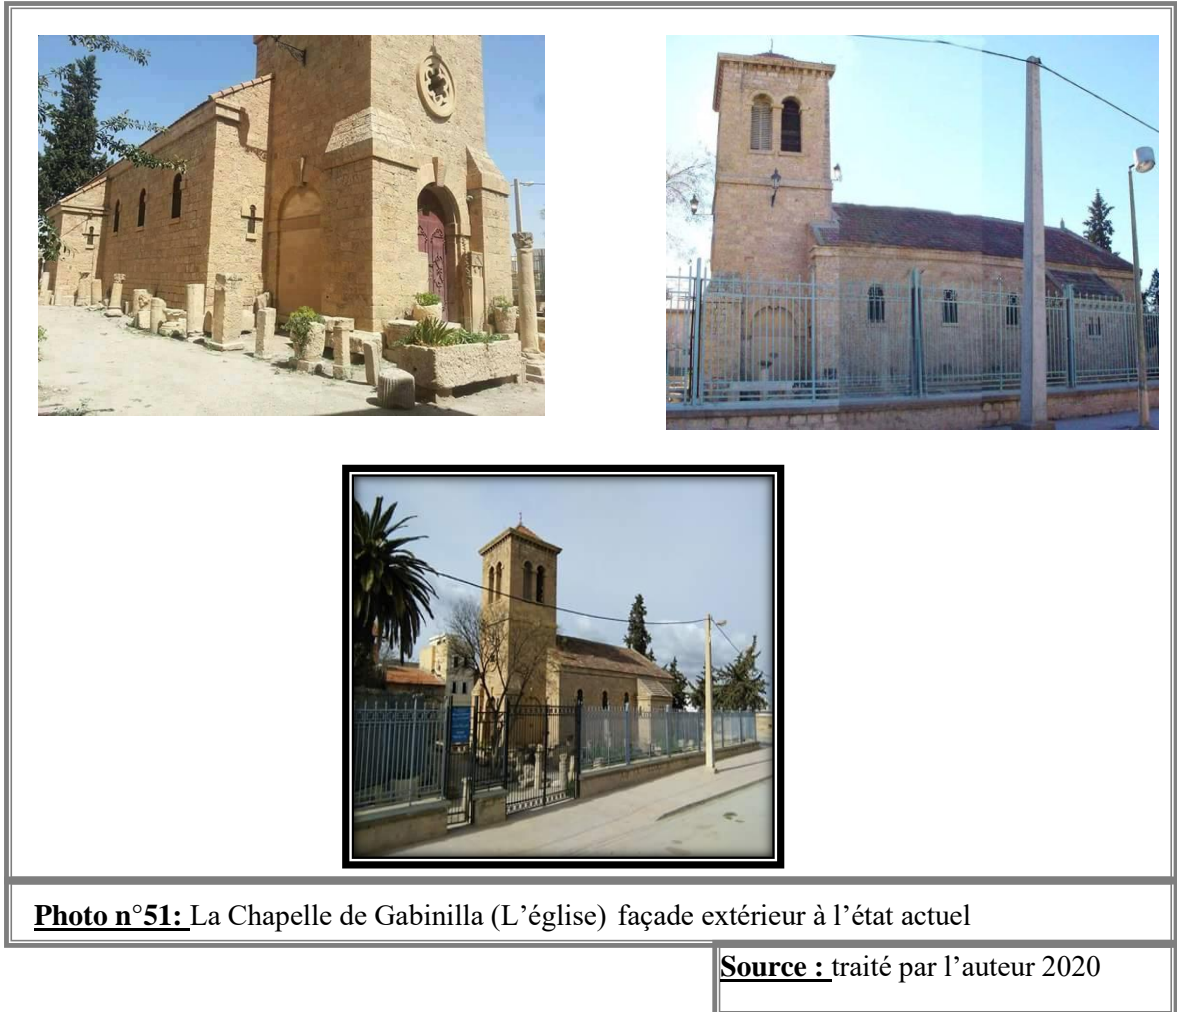 Photo n°51: La Chapelle de Gabinilla (L’église) façade extérieur à l’état actuel
Source : traité par l’auteur 2020